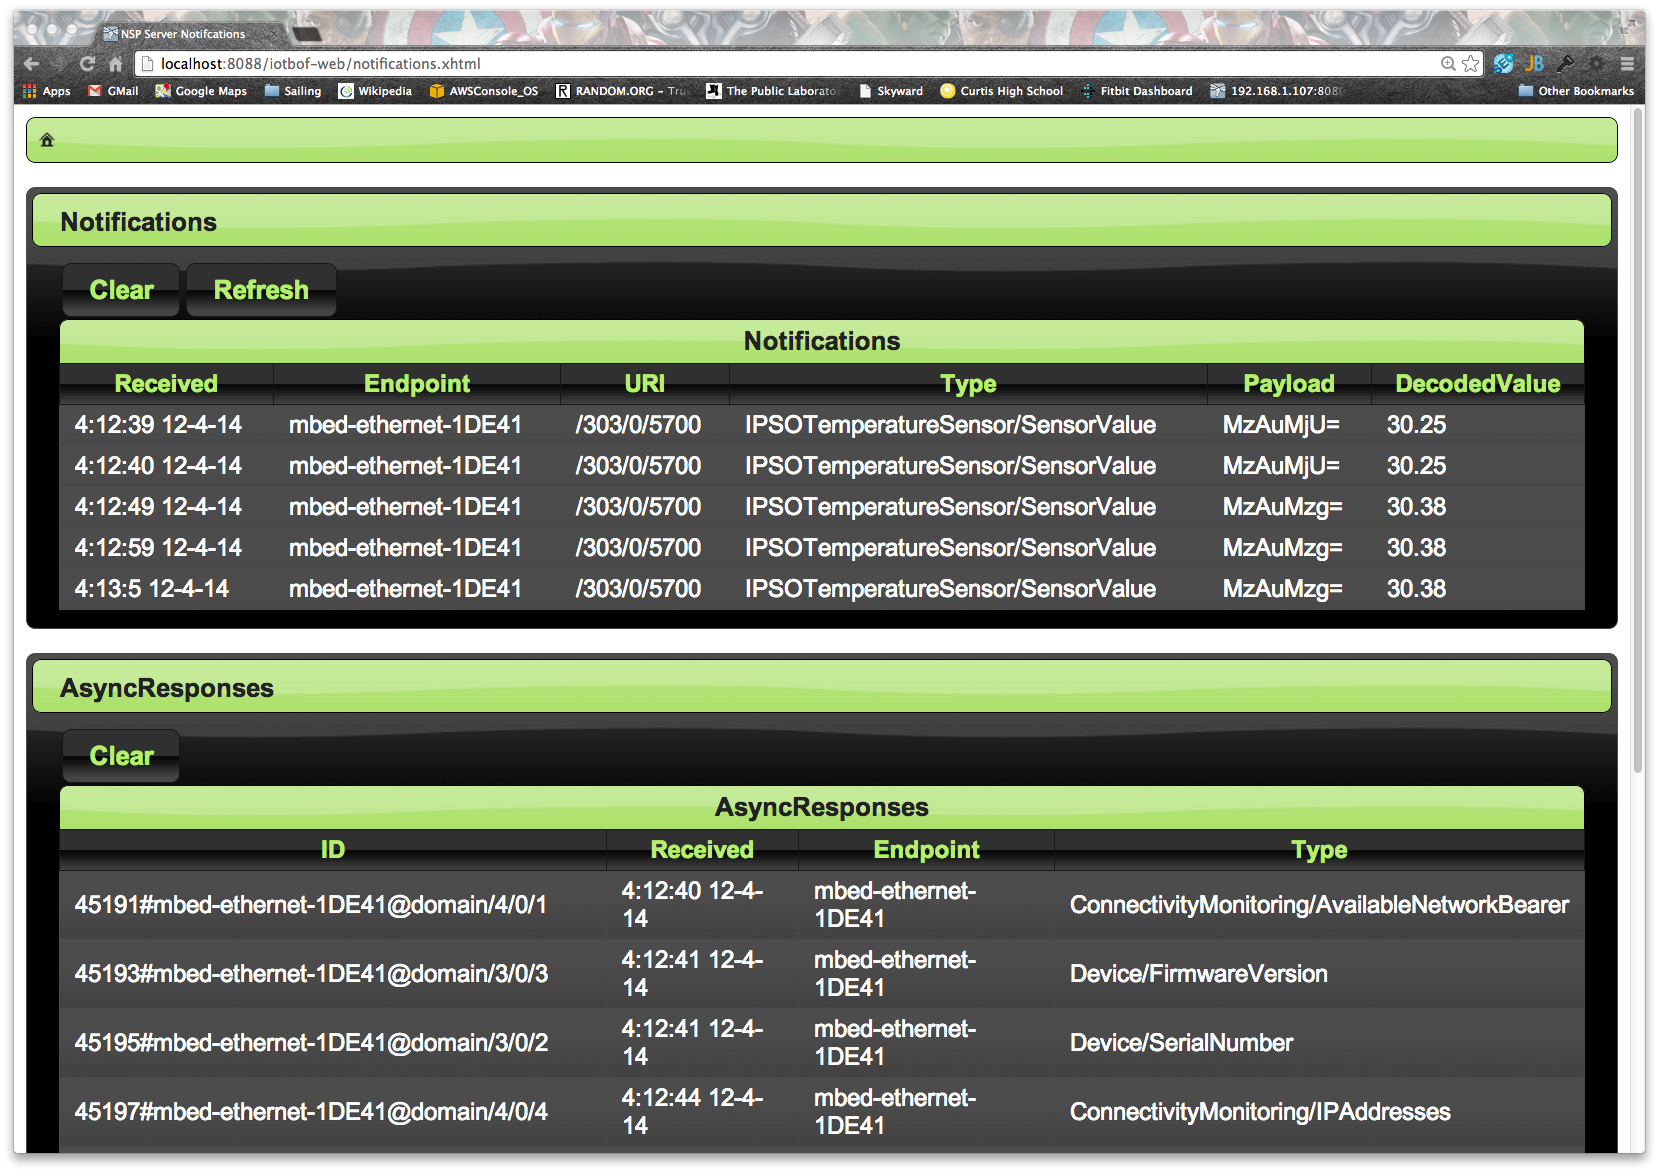 NSP Server Notifcations
localhost:8088/iotbof-web/notifications.xhtml
Apps GMail Google Maps Sailing Wikipedia AWSConsole_OS RANDOM.ORG - Tru The Public Laborato Skyward Curtis High School Fitbit Dashboard 192.168.1.107:808 Other Bookmarks
Notifications
Clear Refresh
Notifications
Received Endpoint URI Type Payload DecodedValue
4:12:39 12-4-14 mbed-ethernet-1DE41 /303/0/5700 IPSOTemperatureSensor/SensorValue MzAuMjU= 30.25
4:12:40 12-4-14 mbed-ethernet-1DE41 /303/0/5700 IPSOTemperatureSensor/SensorValue MzAuMjU= 30.25
4:12:49 12-4-14 mbed-ethernet-1DE41 /303/0/5700 IPSOTemperatureSensor/SensorValue MzAuMzg= 30.38
4:12:59 12-4-14 mbed-ethernet-1DE41 /303/0/5700 IPSOTemperatureSensor/SensorValue MzAuMzg= 30.38
4:13:5 12-4-14 mbed-ethernet-1DE41 /303/0/5700 IPSOTemperatureSensor/SensorValue MzAuMzg= 30.38
AsyncResponses
Clear
AsyncResponses
ID Received Endpoint Type
45191#mbed-ethernet-1DE41@domain/4/0/1 4:12:40 12-4- mbed-ethernet- ConnectivityMonitoring/AvailableNetworkBearer
14 1DE41
45193#mbed-ethernet-1DE41@domain/3/0/3 4:12:41 12-4- mbed-ethernet- Device/FirmwareVersion
14 1DE41
45195#mbed-ethernet-1DE41@domain/3/0/2 4:12:41 12-4- mbed-ethernet- Device/SerialNumber
14 1DE41
45197#mbed-ethernet-1DE41@domain/4/0/4 4:12:44 12-4- mbed-ethernet- ConnectivityMonitoring/IPAddresses
14 1DE41